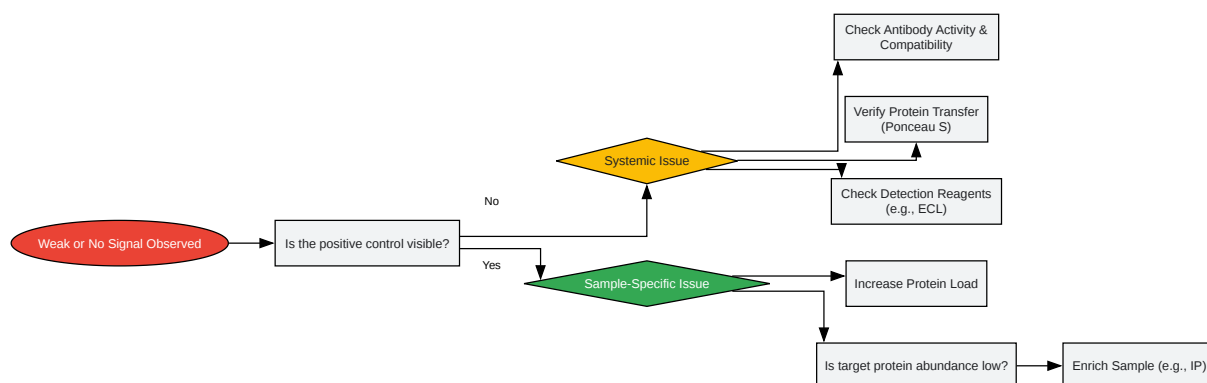 Check Antibody Activity &
Compatibility
Verify Protein Transfer
(Ponceau S)
Systemic Issue
Check Detection Reagents
(e.g., ECL)
No
Weak or No Signal Observed
Is the positive control visible?
Yes
Sample-Specific Issue
Increase Protein Load
Is target protein abundance low?
Enrich Sample (e.g., IP)